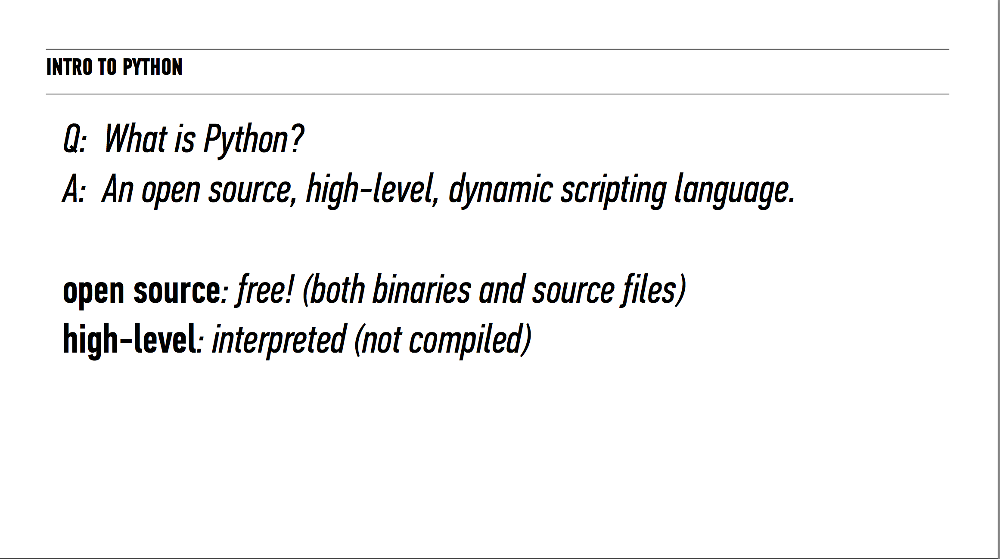 INTRO TO PYTHON
Q: What is Python?
A: An open source, high-level, dynamic scripting language.
open source: free! (both binaries and source files)
high-level: interpreted (not compiled)